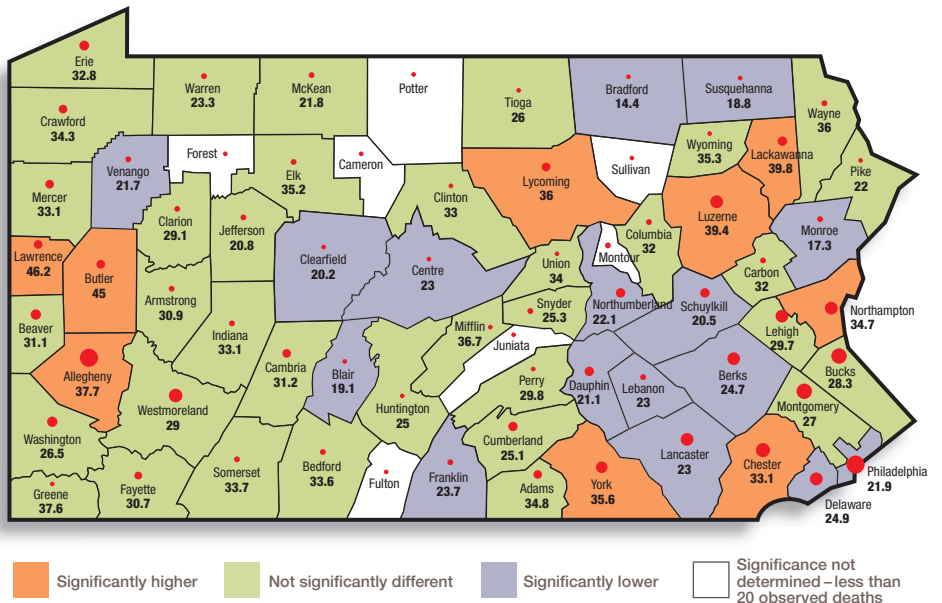 Erie
32.8
Warren
23.3
McKean
21.8
Potter
Tioga
26
Bradford
14.4
Susquehanna
18.8
Wayne
36
Crawford
34.3
Forest
Cameron
Sullivan
Wyoming
35.3
Lackawanna
39.8
Pike
22
Venango
21.7
Elk
35.2
Lycoming
36
Mercer
33.1
Clinton
33
Luzerne
39.4
Clarion
29.1
Jefferson
20.8
Columbia
32
Monroe
17.3
Montour
Lawrence
46.2
Butler
45
Clearfield
20.2
Centre
23
Union
34
Carbon
32
Armstrong
30.9
Snyder
25.3
Northumberland
22.1
Schuylkill
20.5
Northampton
34.7
Beaver
31.1
Indiana
33.1
Mifflin
36.7
Juniata
Lehigh
29.7
Cambria
31.2
Blair
19.1
Allegheny
37.7
Perry
29.8
Dauphin
21.1
Lebanon
23
Berks
24.7
Bucks
28.3
Westmoreland
29
Huntington
25
Montgomery
27
Washington
26.5
Cumberland
25.1
Lancaster
23
Chester
33.1
Philadelphia
21.9
Somerset
33.7
Bedford
33.6
Fulton
Franklin
23.7
Adams
34.8
York
35.6
Greene
37.6
Fayette
30.7
Delaware
24.9
Significantly higher
Not significantly different
Significantly lower
Significance not
determined – less than
20 observed deaths